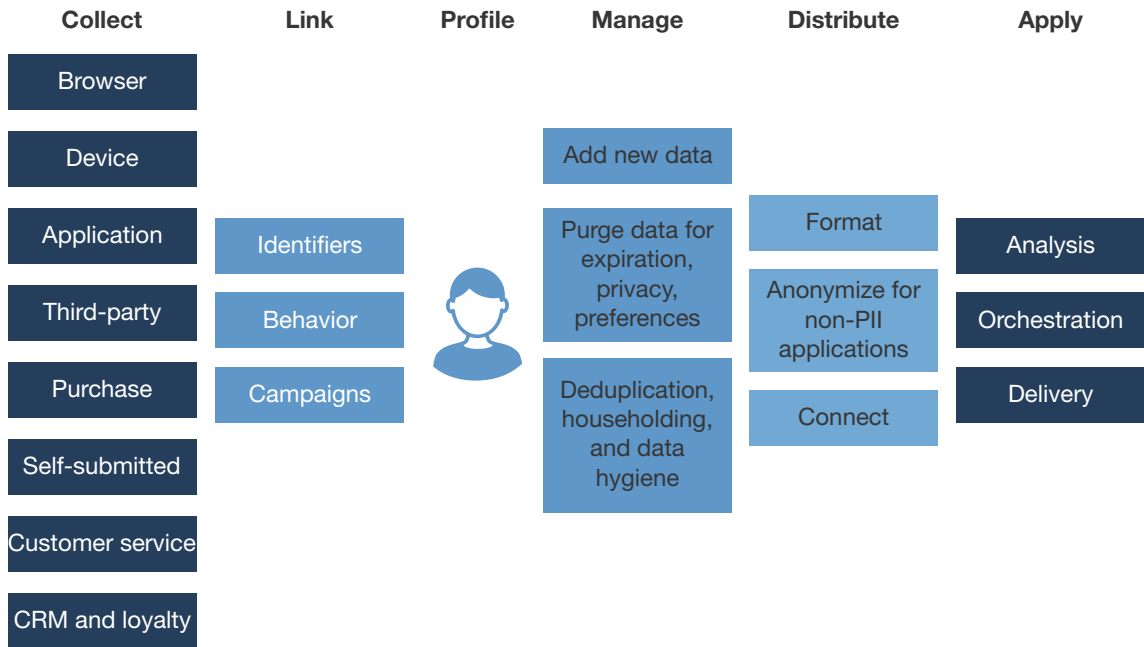 Collect
Link
Profile
Manage
Distribute
Apply
Browser
Device
Application
Third-party
Purchase
Self-submitted
Customer service
CRM and loyalty
Identifiers
Behavior
Campaigns
Add new data
Purge data for
expiration,
privacy,
preferences
Deduplication,
householding,
and data
hygiene
Format
Anonymize for
non-PII
applications
Connect
Analysis
Orchestration
Delivery